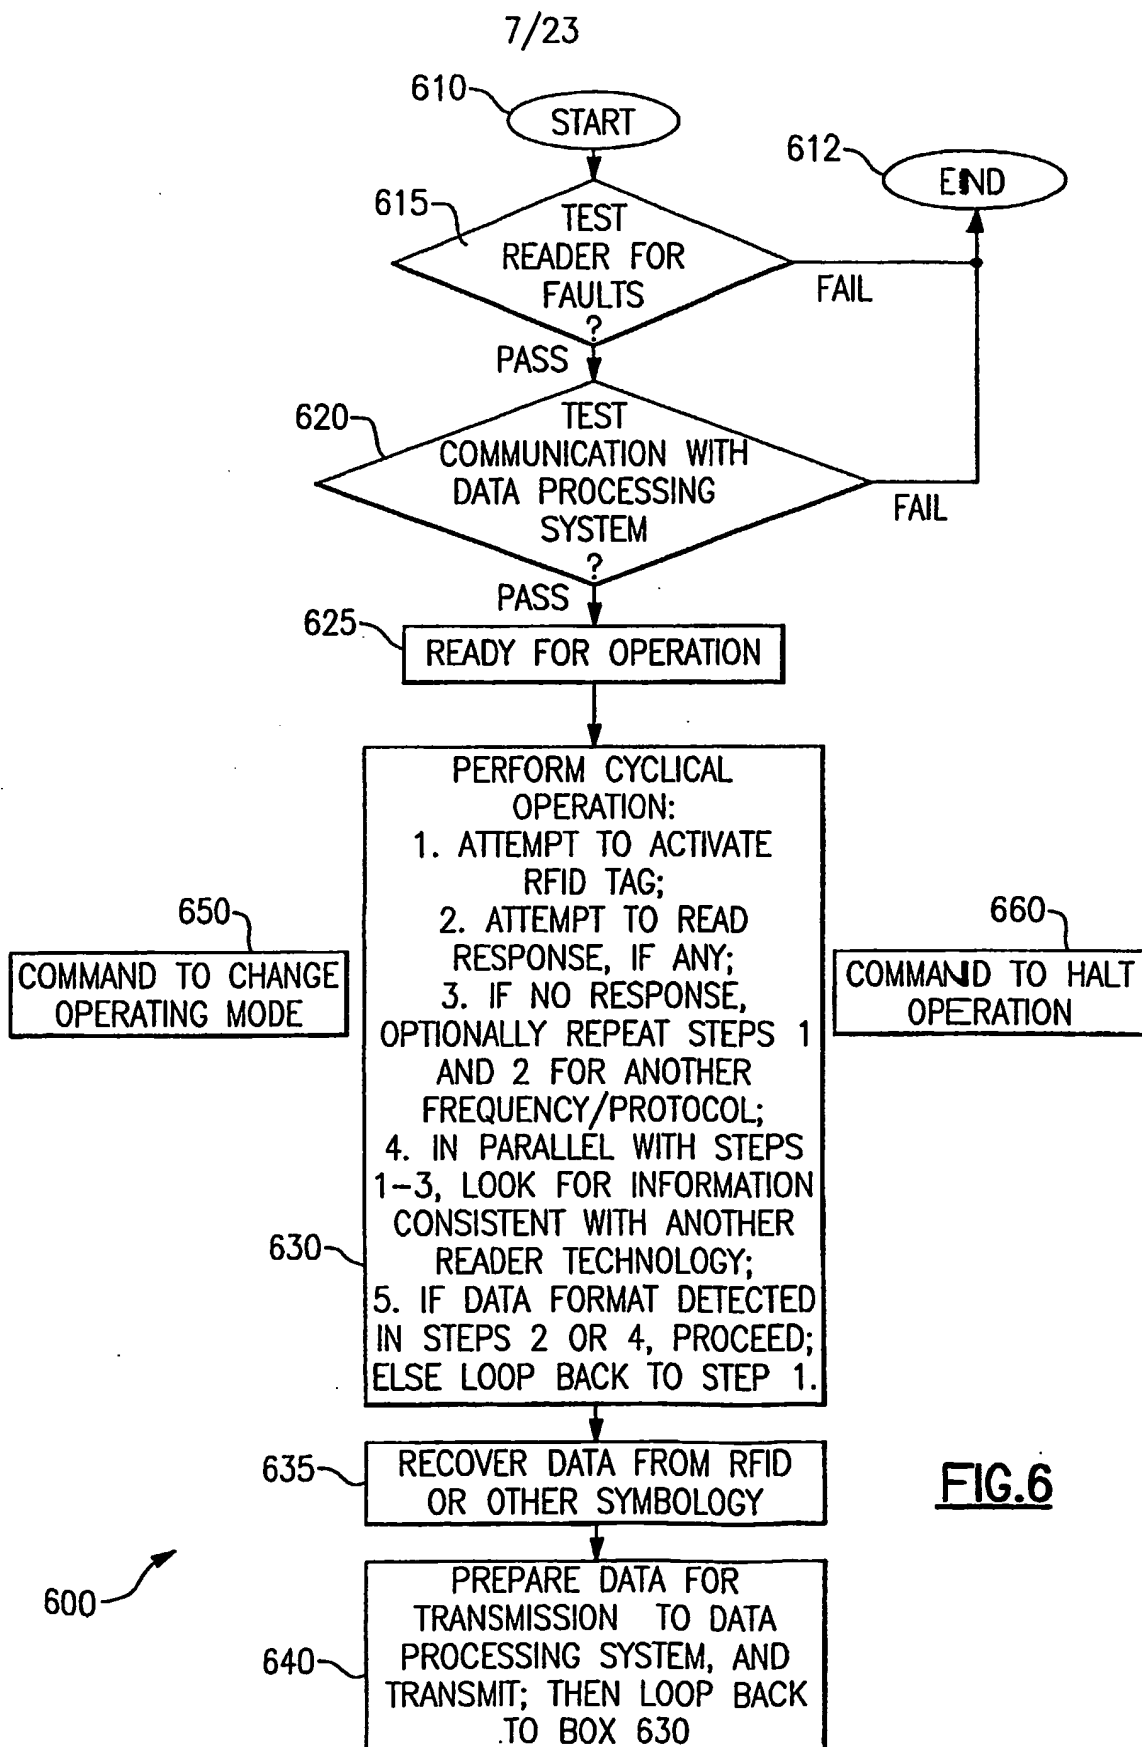 7/23
610
START
612
END
615
TEST
READER FOR
FAULTS
?
FAIL
PASS
620
TEST
COMMUNICATION WITH
DATA PROCESSING
SYSTEM
?
FAIL
PASS
625
READY FOR OPERATION
PERFORM CYCLICAL
OPERATION:
1. ATTEMPT TO ACTIVATE
RFID TAG;
2. ATTEMPT TO READ
RESPONSE, IF ANY;
3. IF NO RESPONSE,
OPTIONALLY REPEAT STEPS 1
AND 2 FOR ANOTHER
FREQUENCY/PROTOCOL;
4. IN PARALLEL WITH STEPS
1-3, LOOK FOR INFORMATION
CONSISTENT WITH ANOTHER
READER TECHNOLOGY;
5. IF DATA FORMAT DETECTED
IN STEPS 2 OR 4, PROCEED;
ELSE LOOP BACK TO STEP 1.
630
650
COMMAND TO CHANGE
OPERATING MODE
660
COMMAND TO HALT
OPERATION
635
RECOVER DATA FROM RFID
OR OTHER SYMBOLOGY
FIG.6
600
640
PREPARE DATA FOR
TRANSMISSION TO DATA
PROCESSING SYSTEM, AND
TRANSMIT; THEN LOOP BACK
TO BOX 630